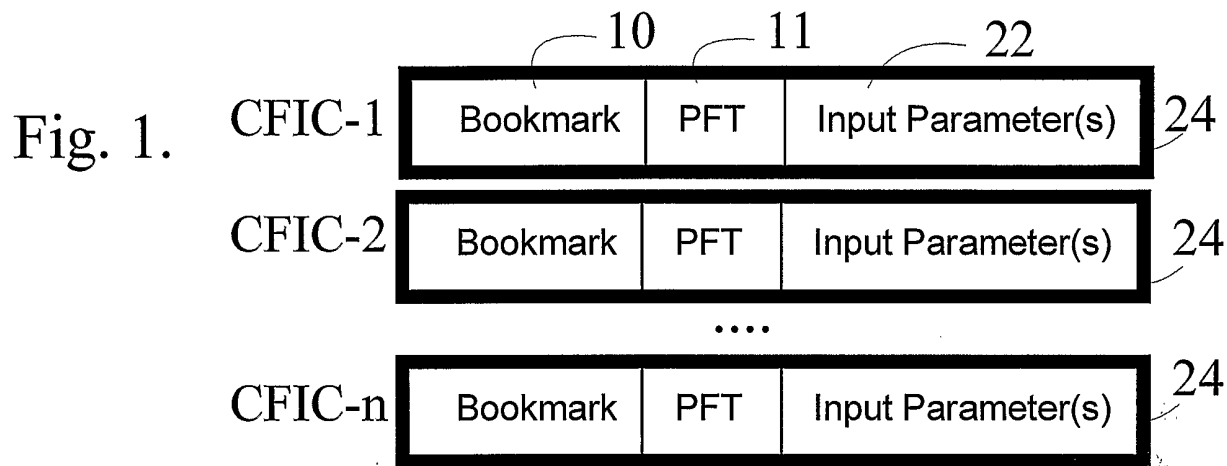 10 11 22
Fig. 1. CFIC-1 Bookmark PFT Input Parameter(s) 24
CFIC-2 Bookmark PFT Input Parameter(s) 24
....
CFIC-n Bookmark PFT Input Parameter(s) 24